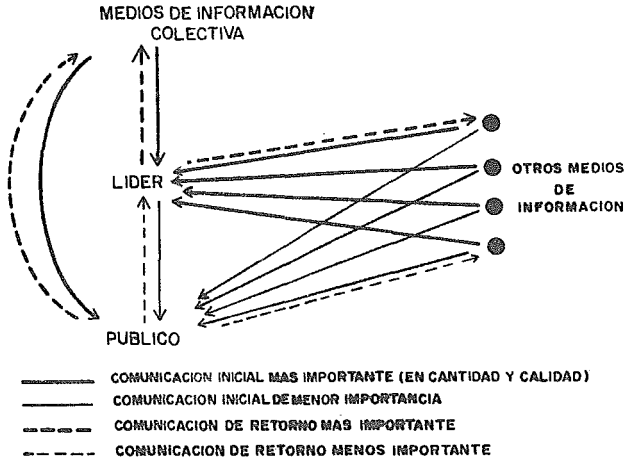 MEDIOS DE INFORMACION
COLECTIVA
LIDER
OTROS MEDIOS
DE
INFORMACION
PUBLICO
COMUNICACION INICIAL MAS IMPORTANTE (EN CANTIDAD Y CALIDAD)
COMUNICACION INICIAL DE MENOR IMPORTANCIA
COMUNICACION DE RETORNO MAS IMPORTANTE
COMUNICACION DE RETORNO MENOS IMPORTANTE